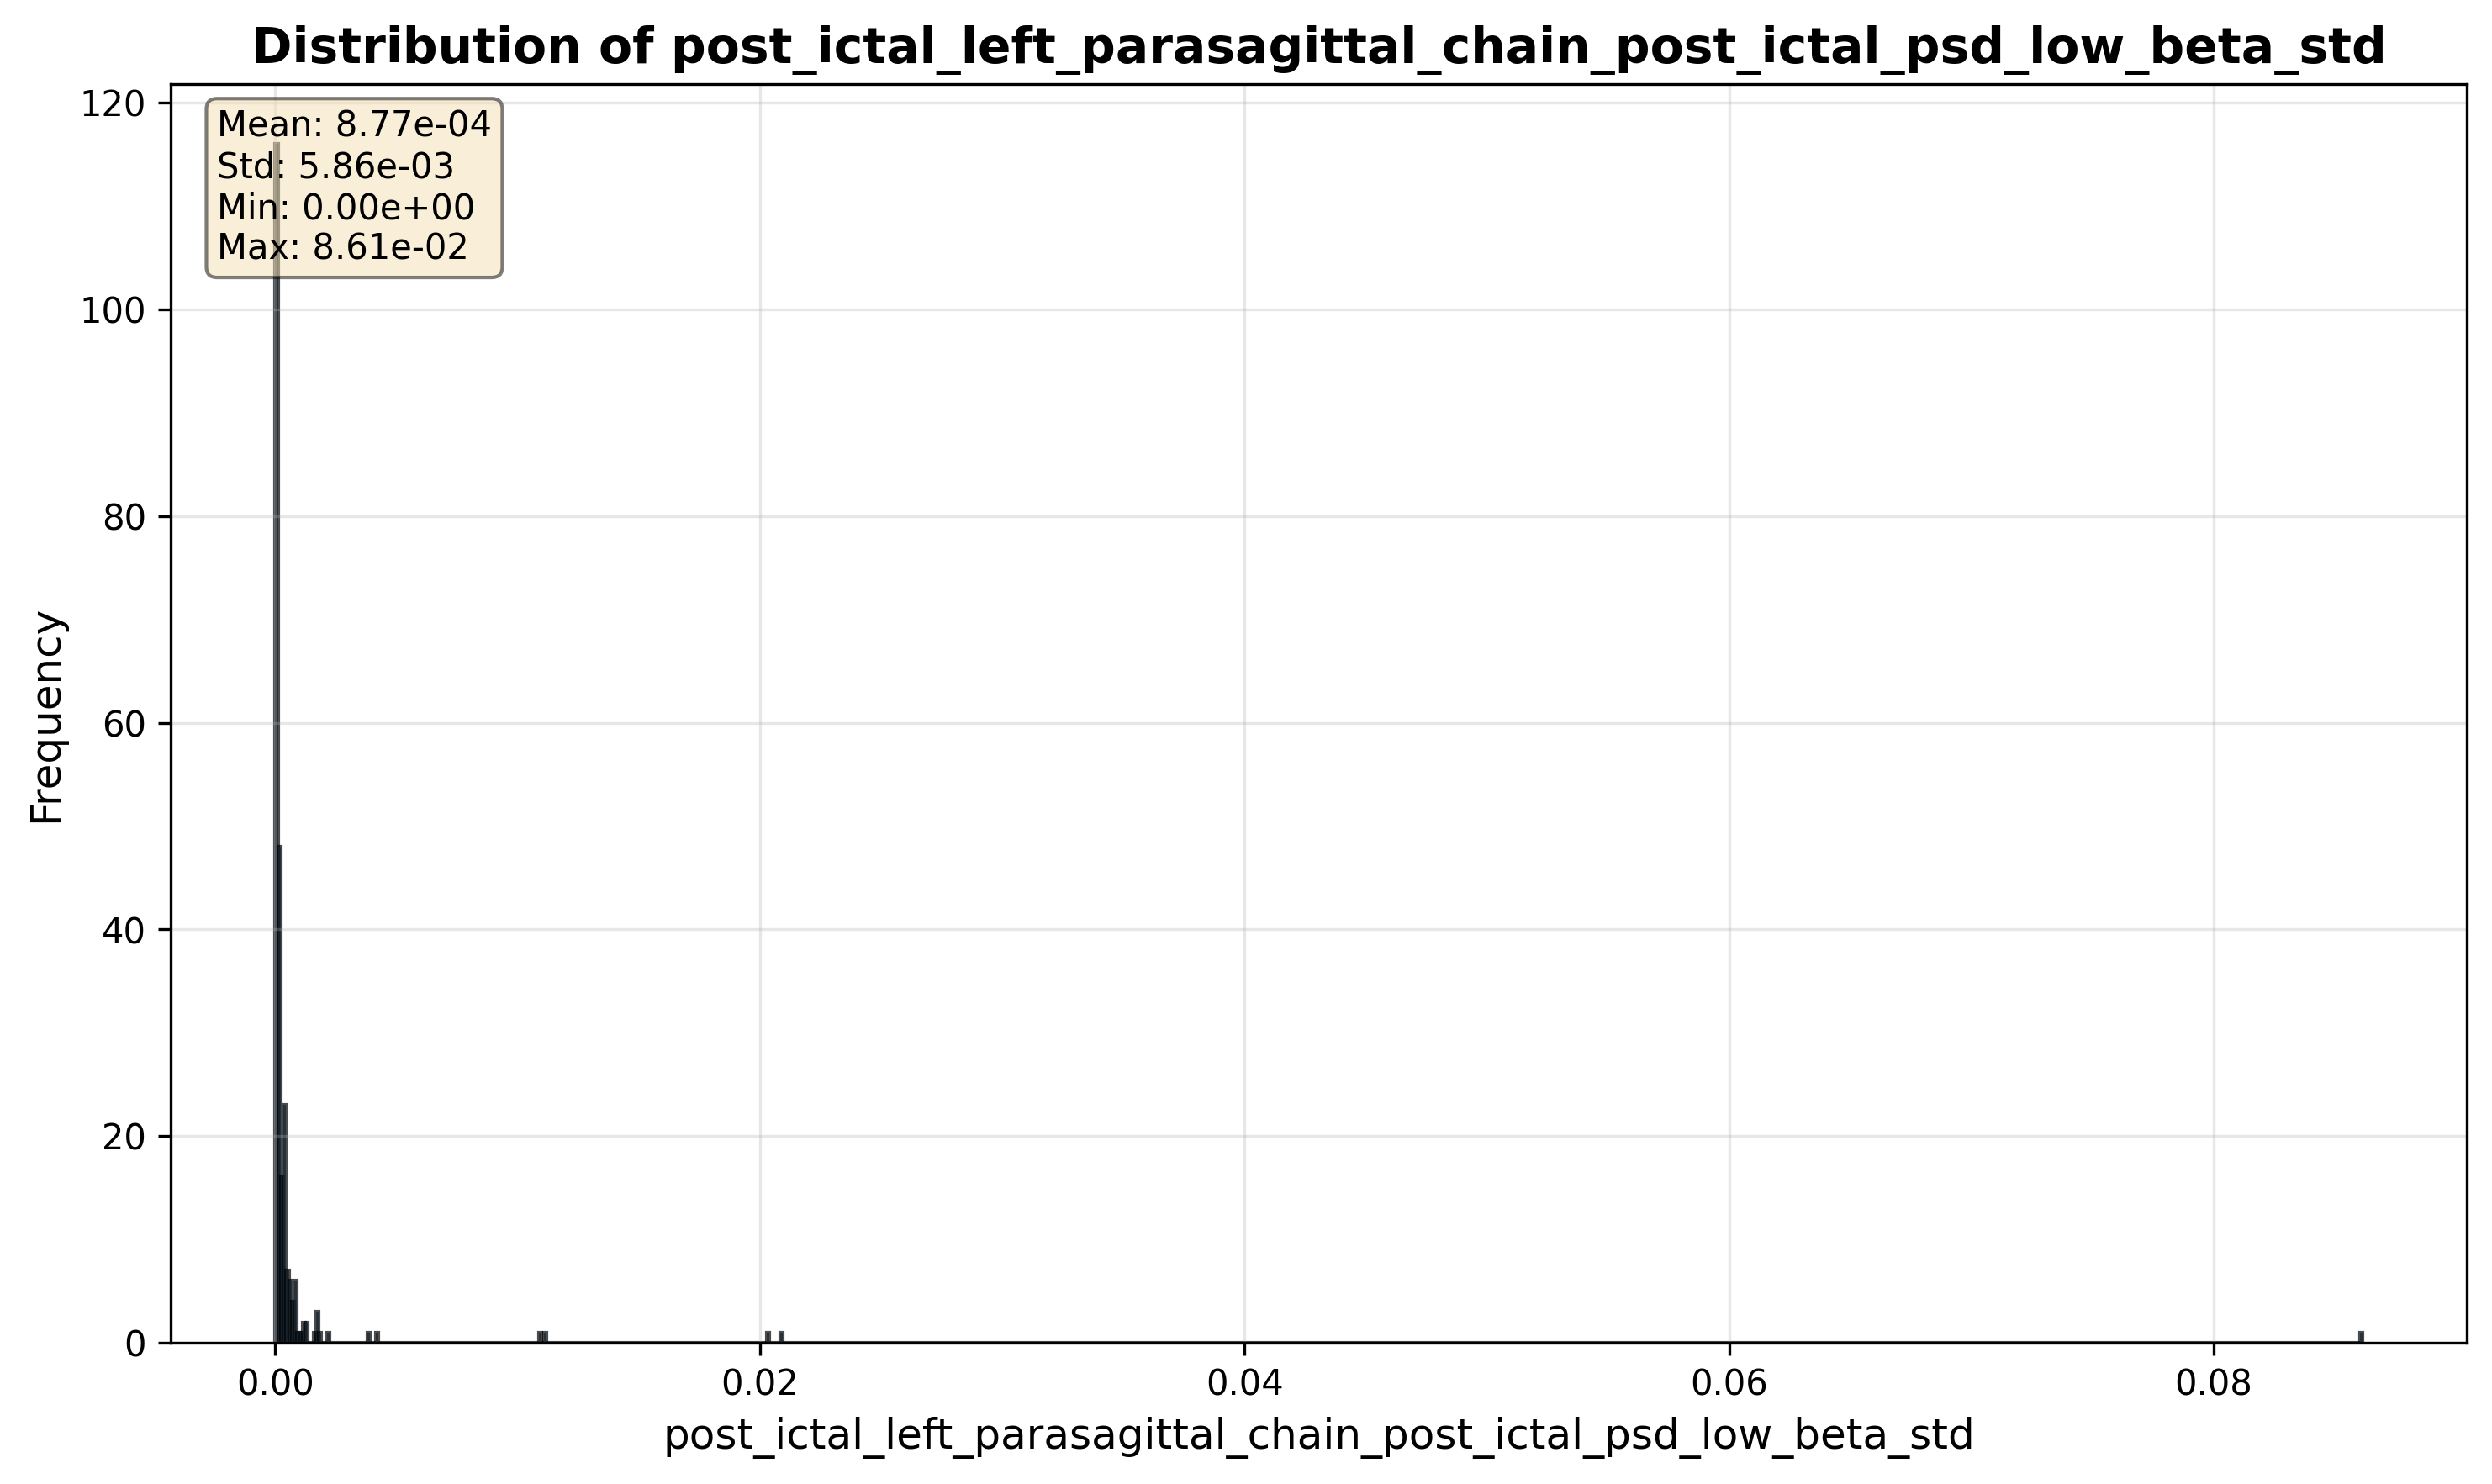 Distribution of post_ictal_left_parasagittal_chain_post_ictal_psd_low_beta_std
Mean: 8.77e-04
Std: 5.86e-03
Min: 0.00e+00
Max: 8.61e-02
120
100
80
60
40
20
0
Frequency
0.00 0.02 0.04 0.06 0.08
post_ictal_left_parasagittal_chain_post_ictal_psd_low_beta_std